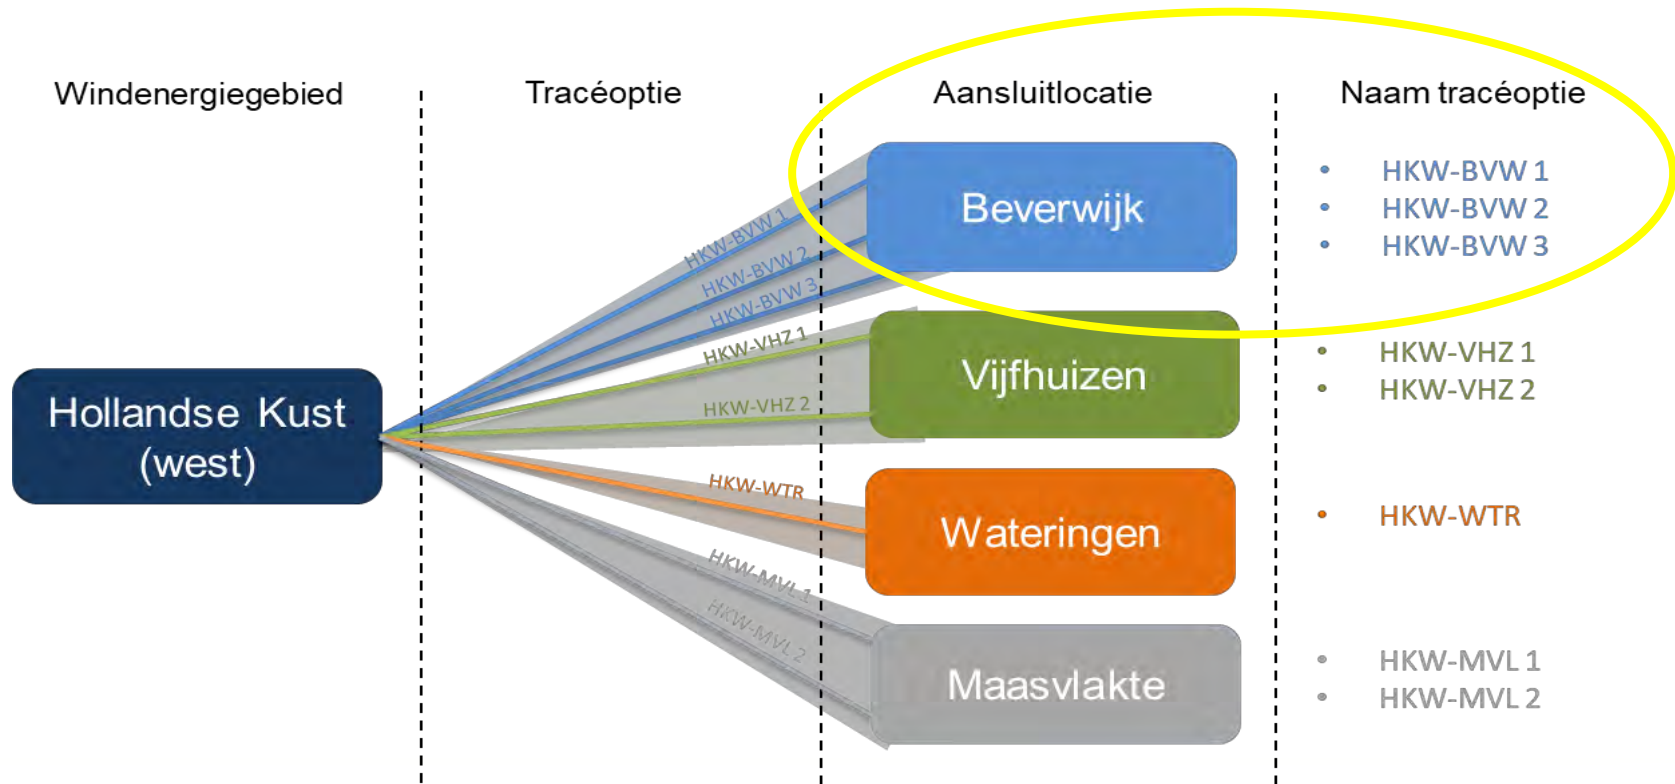 Windenergiegebied
Tracéoptie
Aansluitlocatie
Naam tracéoptie
Hollandse Kust
(west)
HKW-BVW 1
HKW-BVW 2
HKW-BVW 3
HKW-VHZ 1
HKW-VHZ 2
HKW-WTR
HKW-MVL 1
HKW-MVL 2
Beverwijk
Vijfhuizen
Wateringen
Maasvlakte
• HKW-BVW 1
• HKW-BVW 2
• HKW-BVW 3
• HKW-VHZ 1
• HKW-VHZ 2
• HKW-WTR
• HKW-MVL 1
• HKW-MVL 2